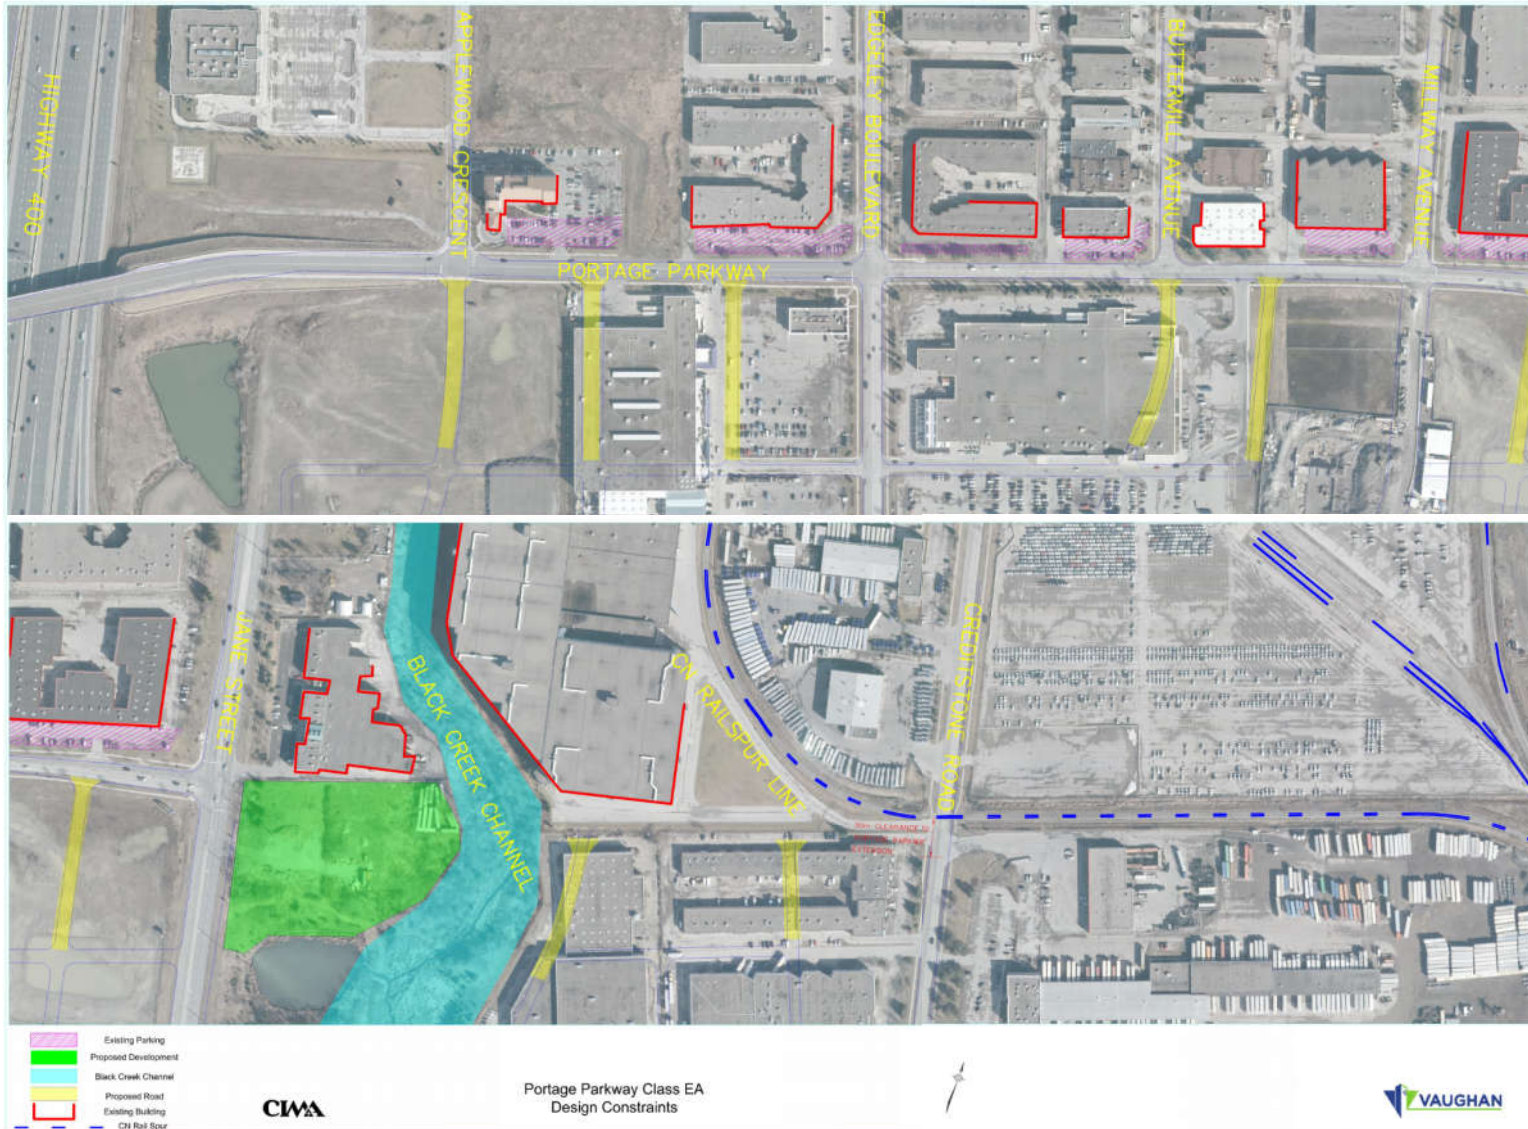 HIGHWAY 400
APPLEWOOD CRESCENT
EDGELEY BOULEVARD
BUTTERMILL AVENUE
MILLWAY AVENUE
PORTAGE PARKWAY
JANE STREET
BLACK CREEK CHANNEL
CN RAILSPUR LINE
CREDITSTONE ROAD
CLEARANCE
EXTENSION
Existing Parking
Proposed Development
Black Creek Channel
Proposed Road
Existing Building
CN Rail Spur
CIMA
Portage Parkway Class EA
Design Constraints
VAUGHAN